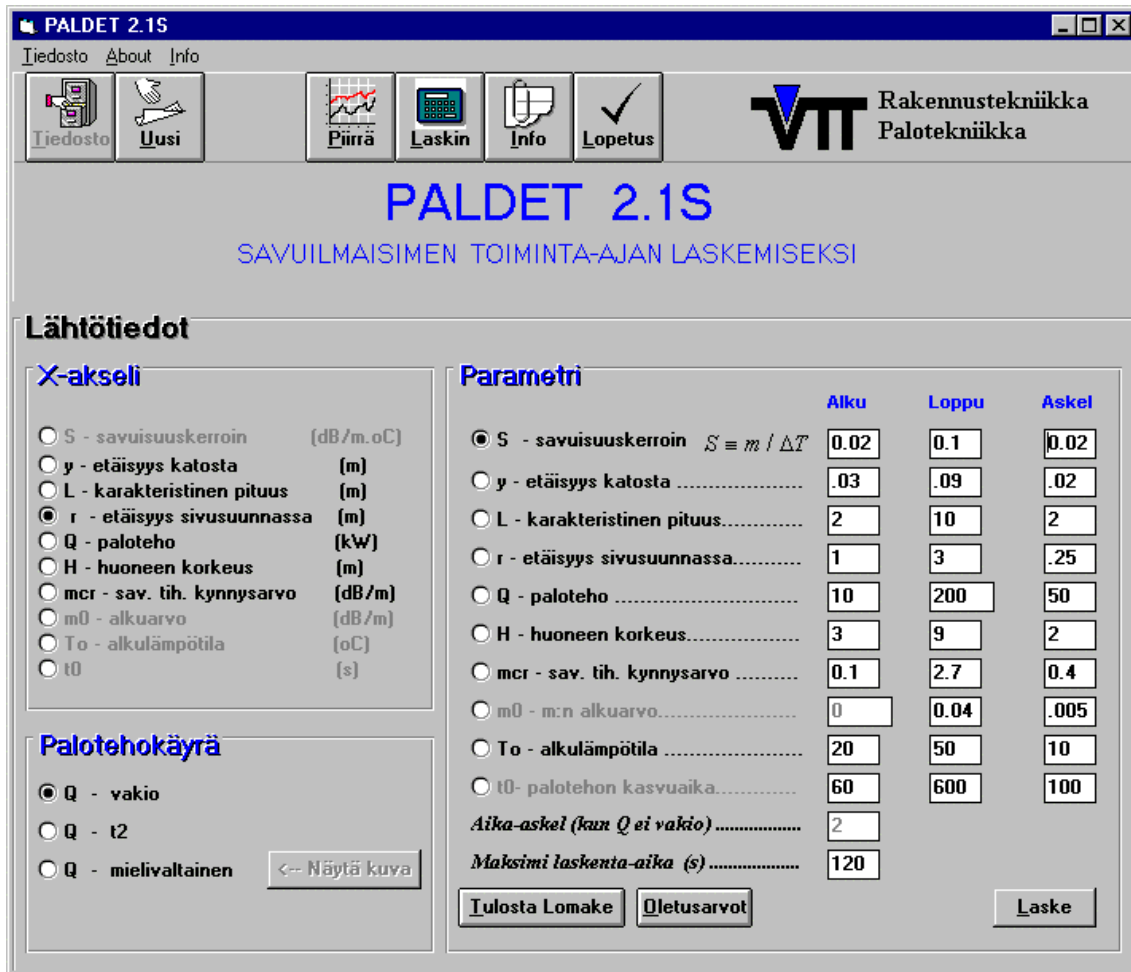 PALDET 2.1S
Tiedosto About Info
Tiedosto Uusi Piirrä Laskin Info Lopetus
VTT Rakennustekniikka
Palotekniikka
PALDET 2.1S
SAVUILMAISIMEN TOIMINTA-AJAN LASKEMISEKSI
Lähtötiedot
X-akseli
S - savuisuuskerroin (dB/m.oC)
y - etäisyys katosta (m)
L - karakteristinen pituus (m)
r - etäisyys sivusuunnassa (m)
Q - paloteho (kW)
H - huoneen korkeus (m)
mcr - sav. tih. kynnysarvo (dB/m)
m0 - alkuarvo (dB/m)
To - alkulämpötila (oC)
t0 (s)
Palotehokäyrä
Q - vakio
Q - t2
Q - mielivaltainen <-- Näytä kuva
Parametri
Alku Loppu Askel
S - savuisuuskerroin S ≡ m / ΔT 0.02 0.1 0.02
y - etäisyys katosta .................... .03 .09 .02
L - karakteristinen pituus............ 2 10 2
r - etäisyys sivusuunnassa........... 1 3 .25
Q - paloteho .............................. 10 200 50
H - huoneen korkeus.................. 3 9 2
mcr - sav. tih. kynnysarvo .......... 0.1 2.7 0.4
m0 - m:n alkuarvo...................... 0 0.04 .005
To - alkulämpötila ...................... 20 50 10
t0- palotehon kasvuaika............. 60 600 100
Aika-askel (kun Q ei vakio) ................. 2
Maksimi laskenta-aika (s).................. 120
Tulosta Lomake Oletusarvot Laske